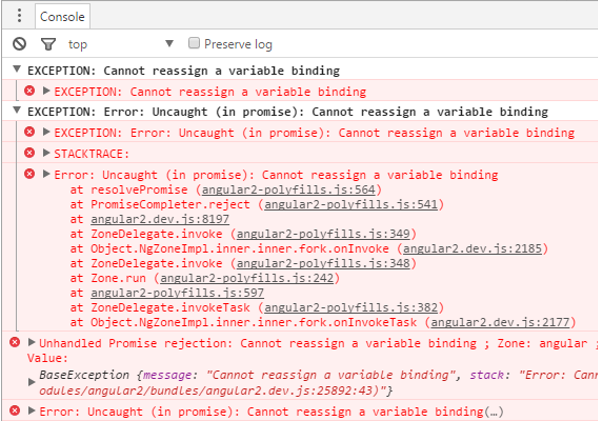 Console
top Preserve log
EXCEPTION: Cannot reassign a variable binding
EXCEPTION: Cannot reassign a variable binding
EXCEPTION: Error: Uncaught (in promise): Cannot reassign a variable binding
EXCEPTION: Error: Uncaught (in promise): Cannot reassign a variable binding
STACKTRACE:
Error: Uncaught (in promise): Cannot reassign a variable binding
at resolvePromise (angular2-polyfills.js:564)
at PromiseCompleter.reject (angular2-polyfills.js:541)
at angular2.dev.js:8197
at ZoneDelegate.invoke (angular2-polyfills.js:349)
at Object.NgZoneImpl.inner.inner.fork.onInvoke (angular2.dev.js:2185)
at ZoneDelegate.invoke (angular2-polyfills.js:348)
at Zone.run (angular2-polyfills.js:242)
at angular2-polyfills.js:597
at ZoneDelegate.invokeTask (angular2-polyfills.js:382)
at Object.NgZoneImpl.inner.inner.fork.onInvokeTask (angular2.dev.js:2177)
Unhandled Promise rejection: Cannot reassign a variable binding ; Zone: angular ;
Value:
BaseException {message: "Cannot reassign a variable binding", stack: "Error: Can
odules/angular2/bundles/angular2.dev.js:25892:43)"}
Error: Uncaught (in promise): Cannot reassign a variable binding(…)